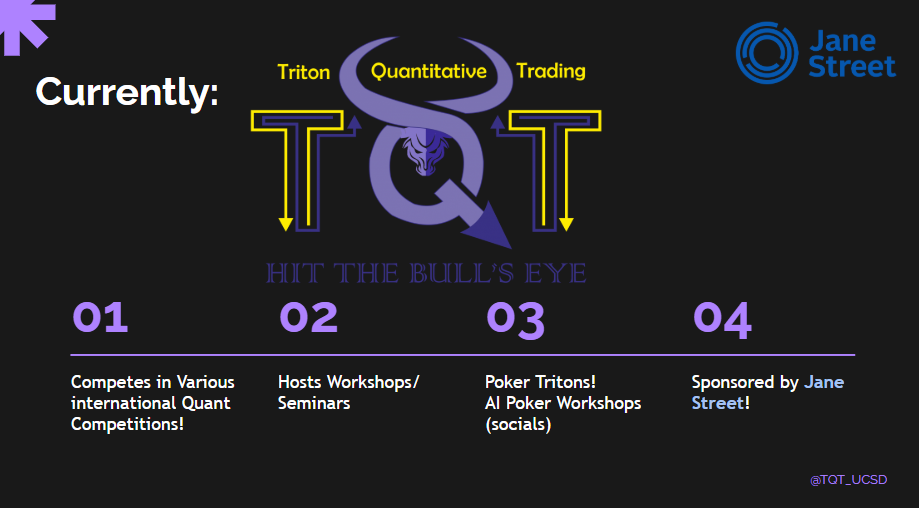 Currently:
Triton Quantitative Trading
TQT
HIT THE BULL'S EYE
Jane
Street
01
Competes in Various
international Quant
Competitions!
02
Hosts Workshops/
Seminars
03
Poker Tritons!
AI Poker Workshops
(socials)
04
Sponsored by Jane
Street!
@TQT_UCSD